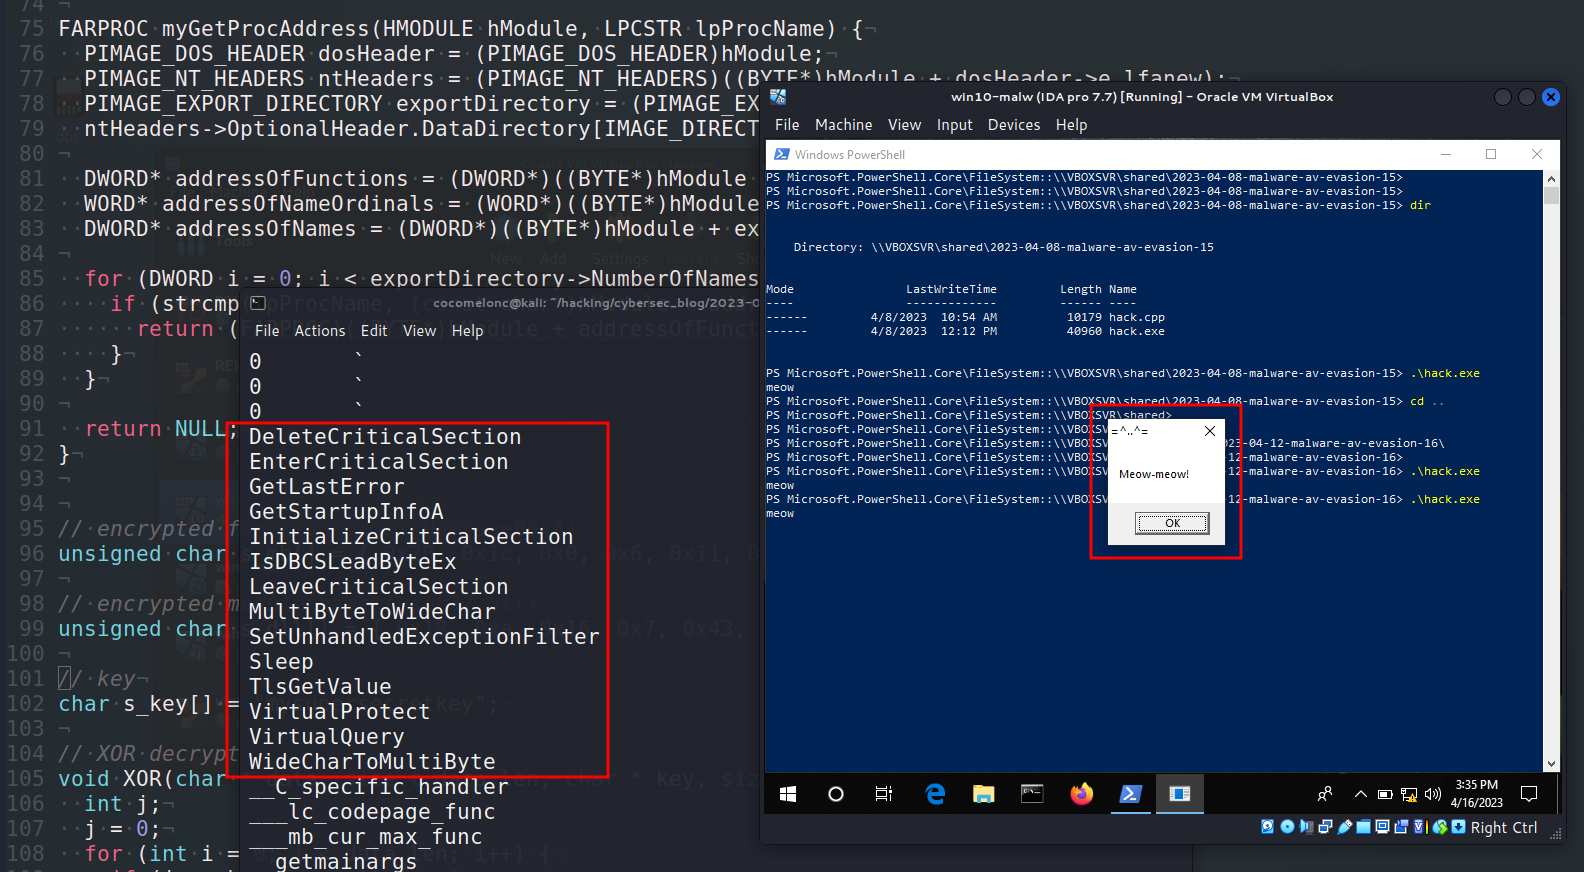 74
75 FARPROC myGetProcAddress(HMODULE hModule, LPCSTR lpProcName) {
76 PIMAGE_DOS_HEADER dosHeader = (PIMAGE_DOS_HEADER)hModule;
77 PIMAGE_NT_HEADERS ntHeaders = (PIMAGE_NT_HEADERS)((BYTE*)hModule + dosHeader->e_lfanew);
78 PIMAGE_EXPORT_DIRECTORY exportDirectory = (PIMAGE_EX
79 ntHeaders->OptionalHeader.DataDirectory[IMAGE_DIRECT
80
81 DWORD* addressOfFunctions = (DWORD*)((BYTE*)hModule
82 WORD* addressOfNameOrdinals = (WORD*)((BYTE*)hModule
83 DWORD* addressOfNames = (DWORD*)((BYTE*)hModule + ex
84
85 for (DWORD i = 0; i < exportDirectory->NumberOfNames
86 if (strcmp(lpProcName, (c
87 return (
88 }
89 }
90
91 return NULL;
92 }
93
94
95 // encrypted f
96 unsigned char s
97
98 // encrypted m
99 unsigned char s
100
101 // key
102 char s_key[] = key";
103
104 // XOR decrypt
105 void XOR(char
106 int j;
107 j = 0;
108 for (int i =
cocomelonc@kali: ~/hacking/cybersec_blog/2023-0
File Actions Edit View Help
0 `
0 `
0 `
DeleteCriticalSection
EnterCriticalSection
GetLastError
GetStartupInfoA
InitializeCriticalSection
IsDBCSLeadByteEx
LeaveCriticalSection
MultiByteToWideChar
SetUnhandledExceptionFilter
Sleep
TlsGetValue
VirtualProtect
VirtualQuery
WideCharToMultiByte
__C_specific_handler
___lc_codepage_func
___mb_cur_max_func
__getmainargs
win10-malw (IDA pro 7.7) [Running] - Oracle VM VirtualBox
File Machine View Input Devices Help
Windows PowerShell
PS Microsoft.PowerShell.Core\FileSystem::\\VBOXSVR\shared\2023-04-08-malware-av-evasion-15>
PS Microsoft.PowerShell.Core\FileSystem::\\VBOXSVR\shared\2023-04-08-malware-av-evasion-15>
PS Microsoft.PowerShell.Core\FileSystem::\\VBOXSVR\shared\2023-04-08-malware-av-evasion-15> dir
Directory: \\VBOXSVR\shared\2023-04-08-malware-av-evasion-15
Mode LastWriteTime Length Name
---- ------------- ------ ----
------ 4/8/2023 10:54 AM 10179 hack.cpp
------ 4/8/2023 12:12 PM 40960 hack.exe
PS Microsoft.PowerShell.Core\FileSystem::\\VBOXSVR\shared\2023-04-08-malware-av-evasion-15> .\hack.exe
meow
PS Microsoft.PowerShell.Core\FileSystem::\\VBOXSVR\shared\2023-04-08-malware-av-evasion-15> cd ..
PS Microsoft.PowerShell.Core\FileSystem::\\VBOXSVR\shared>
PS Microsoft.PowerShell.Core\FileSystem::\\VBOXS
PS Microsoft.PowerShell.Core\FileSystem::\\VBOXS 23-04-12-malware-av-evasion-16\
PS Microsoft.PowerShell.Core\FileSystem::\\VBOXS 12-malware-av-evasion-16>
PS Microsoft.PowerShell.Core\FileSystem::\\VBOXS 12-malware-av-evasion-16> .\hack.exe
meow
PS Microsoft.PowerShell.Core\FileSystem::\\VBOXS 12-malware-av-evasion-16> .\hack.exe
meow
=^..^=
Meow-meow!
OK
3:35 PM
4/16/2023
Right Ctrl